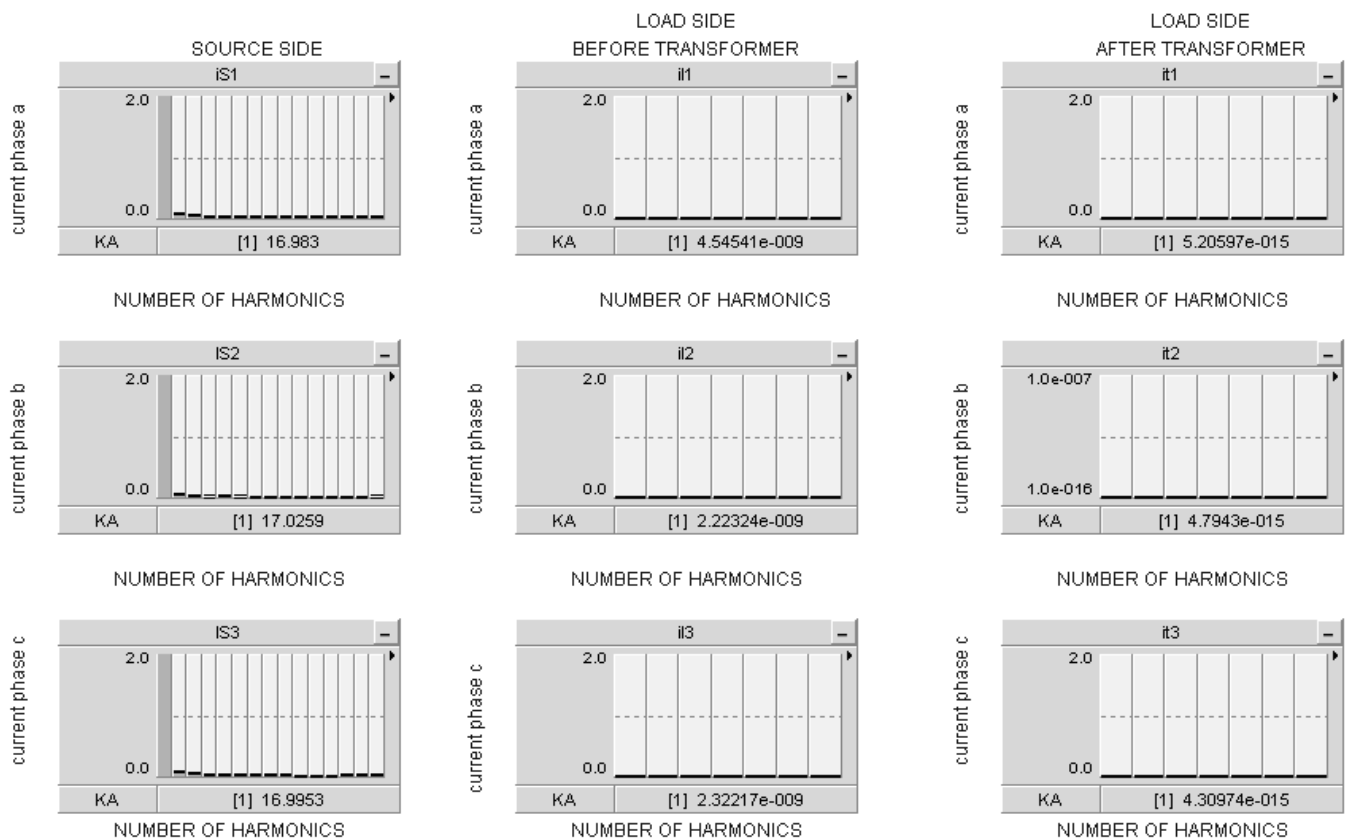 LOAD SIDE
LOAD SIDE
SOURCE SIDE
BEFORE TRANSFORMER
AFTER TRANSFORMER
iS1
2.0
0.0
KA
[1] 16.983
current phase a
NUMBER OF HARMONICS
il1
2.0
0.0
KA
[1] 4.54541e-009
current phase a
NUMBER OF HARMONICS
it1
2.0
0.0
KA
[1] 5.20597e-015
current phase a
NUMBER OF HARMONICS
IS2
2.0
0.0
KA
[1] 17.0259
current phase b
NUMBER OF HARMONICS
il2
2.0
0.0
KA
[1] 2.22324e-009
current phase b
NUMBER OF HARMONICS
it2
1.0e-007
1.0e-016
KA
[1] 4.7943e-015
current phase b
NUMBER OF HARMONICS
IS3
2.0
0.0
KA
[1] 16.9953
current phase c
NUMBER OF HARMONICS
il3
2.0
0.0
KA
[1] 2.32217e-009
current phase c
NUMBER OF HARMONICS
it3
2.0
0.0
KA
[1] 4.30974e-015
current phase c
NUMBER OF HARMONICS